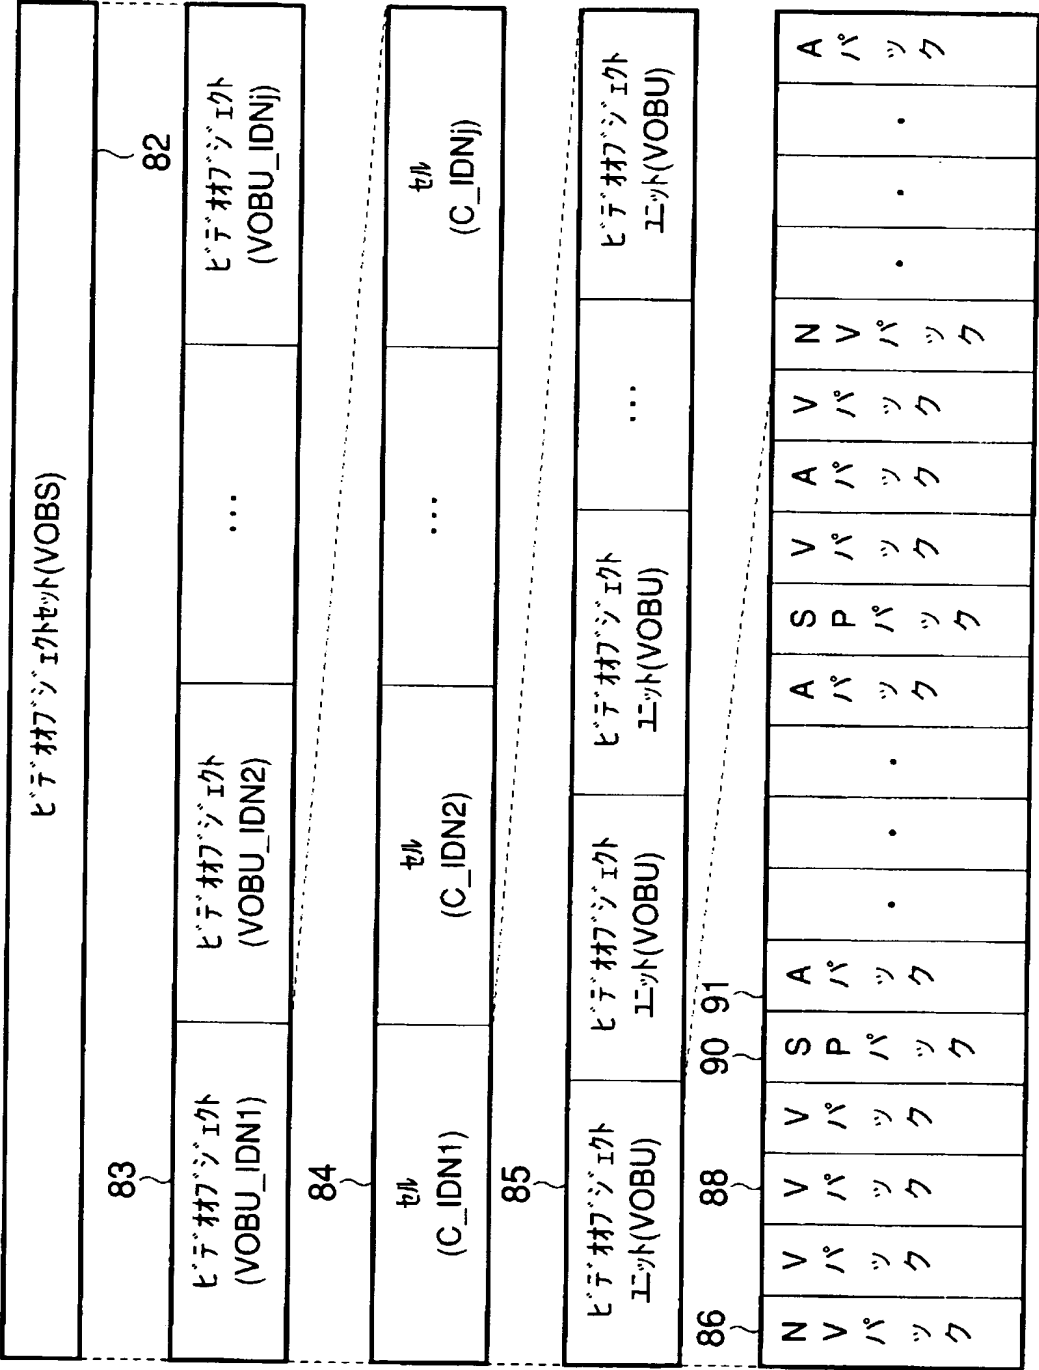 ビデオオブジェクトセット(VOBS)
82
83
ビデオオブジェクト
(VOBU_IDN1)
ビデオオブジェクト
(VOBU_IDN2)
...
ビデオオブジェクト
(VOBU_IDNj)
84
セル
(C_IDN1)
セル
(C_IDN2)
...
セル
(C_IDNj)
85
ビデオオブジェクト
ユニット(VOBU)
ビデオオブジェクト
ユニット(VOBU)
ビデオオブジェクト
ユニット(VOBU)
...
ビデオオブジェクト
ユニット(VOBU)
86
88
90
91
NVパック
Vパック
Vパック
Vパック
SPパック
Aパック
・
・
・
Aパック
SPパック
Vパック
Aパック
Vパック
NVパック
・
・
・
Aパック